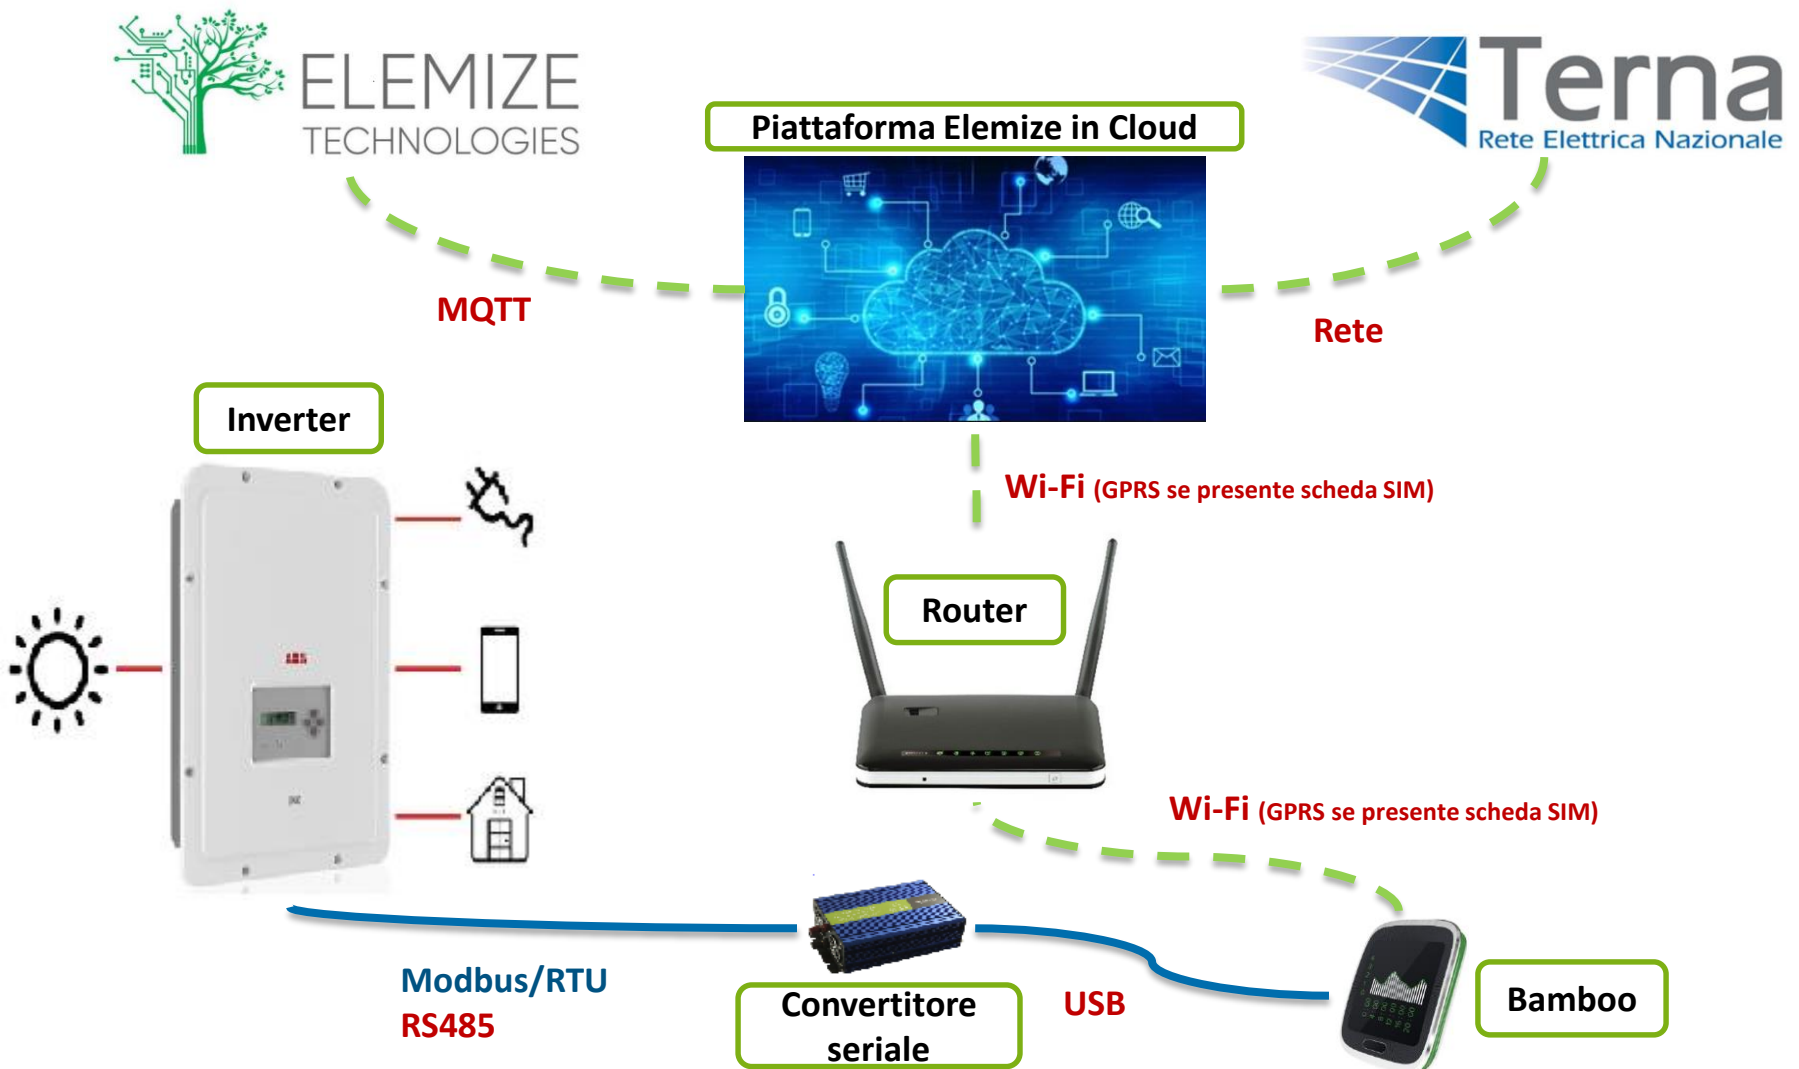 ELEMIZE
TECHNOLOGIES
Terna
Rete Elettrica Nazionale
Piattaforma Elemize in Cloud
MQTT
Rete
Inverter
Wi-Fi (GPRS se presente scheda SIM)
Router
ABB
Wi-Fi (GPRS se presente scheda SIM)
Modbus/RTU
RS485
Convertitore
seriale
USB
Bamboo